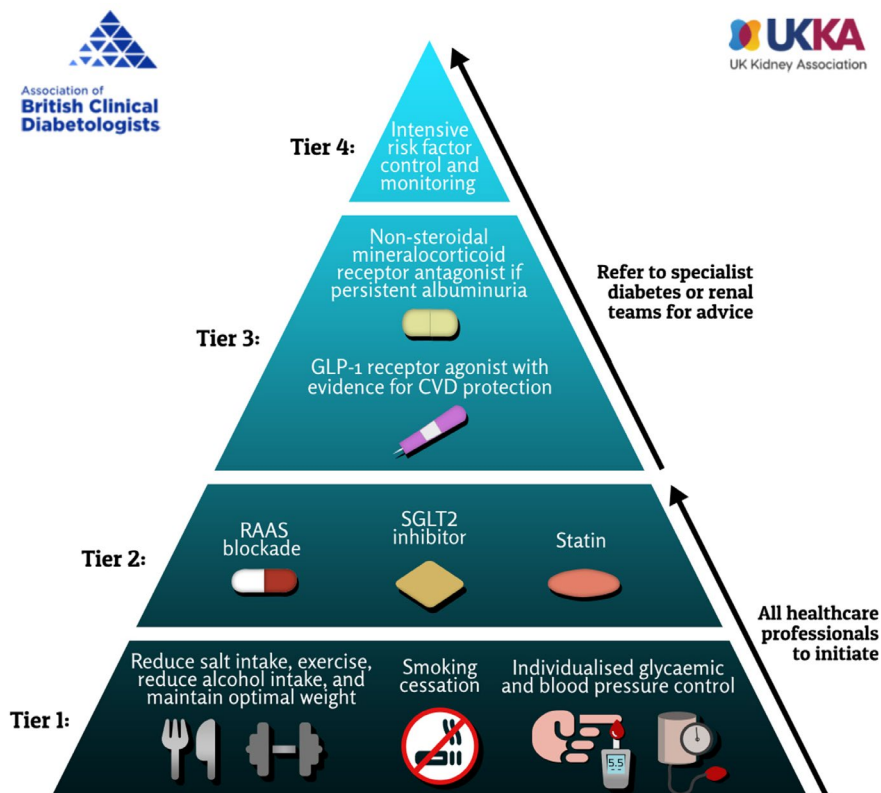 Association of
British Clinical
Diabetologists
UKKA
UK Kidney Association
Tier 4:
Intensive
risk factor
control and
monitoring
Non-steroidal
mineralocorticoid
receptor antagonist if
persistent albuminuria
Refer to specialist
diabetes or renal
teams for advice
Tier 3:
GLP-1 receptor agonist with
evidence for CVD protection
RAAS
blockade
SGLT2
inhibitor
Statin
Tier 2:
All healthcare
professionals
to initiate
Reduce salt intake, exercise,
reduce alcohol intake, and
maintain optimal weight
Smoking
cessation
Individualised glycaemic
and blood pressure control
Tier 1:
5.5